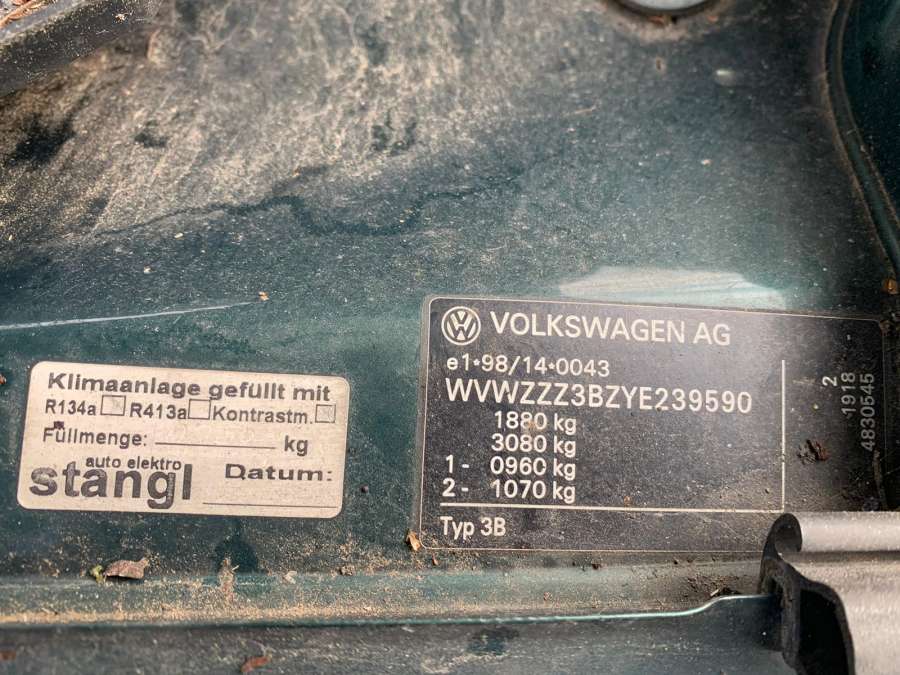 Klimaanlage gefüllt mit
R134a R413a Kontrastm.
Füllmenge: kg
auto elektro
stangl Datum:
VOLKSWAGEN AG
e1*98/14*0043
WVWZZZ3BZYE239590
1880 kg
3080 kg
1- 0960 kg
2- 1070 kg
Typ 3B
2
1918
4830545